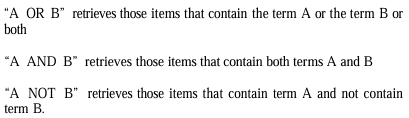 “A OR B” retrieves those items that contain the term A or the term B or
both
“A AND B” retrieves those items that contain both terms A and B
“A NOT B” retrieves those items that contain term A and not contain
term B.